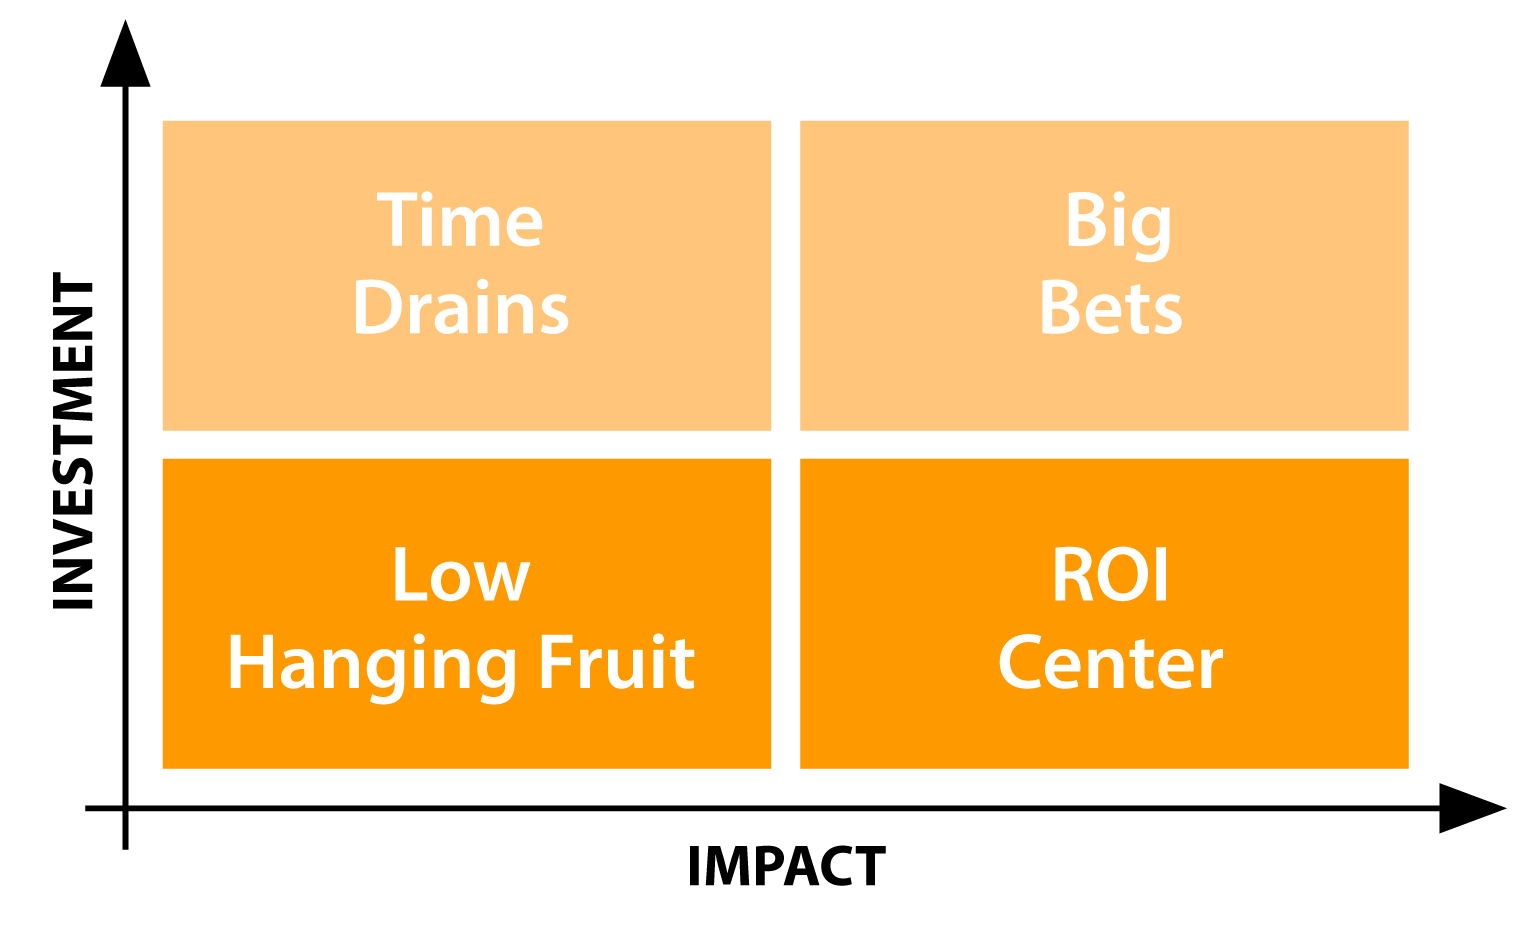 Time
Drains
Big
Bets
INVESTMENT
Low
Hanging Fruit
ROI
Center
IMPACT